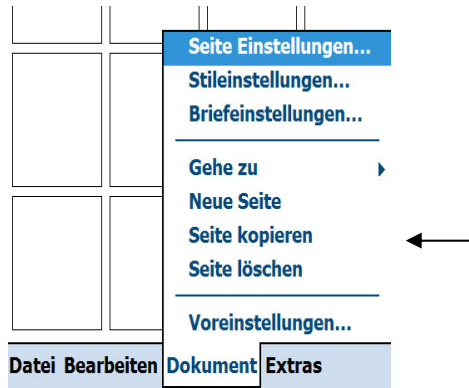 Seite Einstellungen...
Stileinstellungen...
Briefeinstellungen...
Gehe zu
Neue Seite
Seite kopieren
Seite löschen
Voreinstellungen...
Datei Bearbeiten Dokument Extras